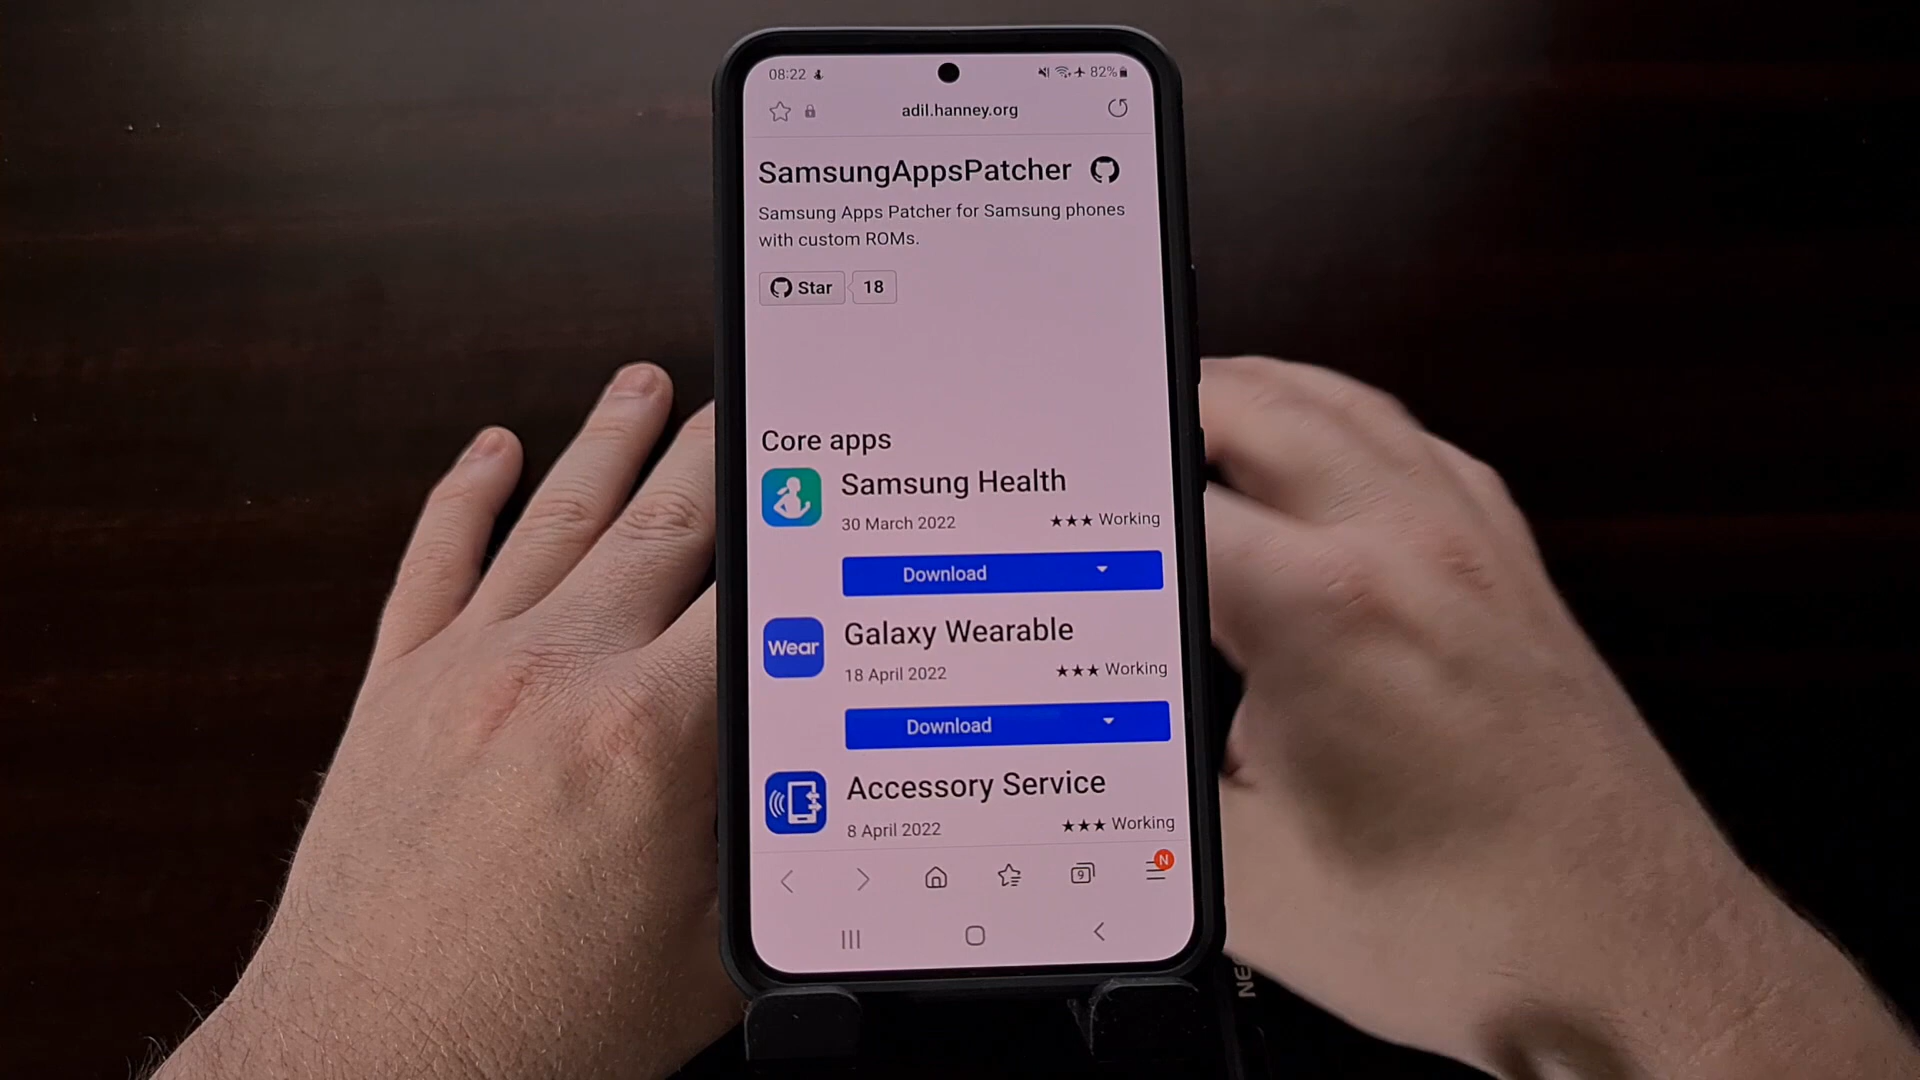 08:22
82%
adil.hanney.org
SamsungAppsPatcher
Samsung Apps Patcher for Samsung phones
with custom ROMs.
Star 18
Core apps
Samsung Health
30 March 2022 ★★★ Working
Download
Wear
Galaxy Wearable
18 April 2022 ★★★ Working
Download
Accessory Service
8 April 2022 ★★★ Working
9
N